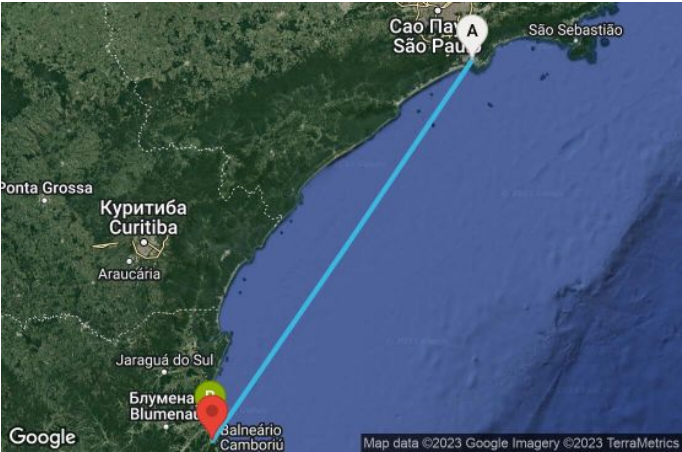 Сао Пау
São Paulo
A
São Sebastião
Ponta Grossa
Куритиба
Curitiba
Araucária
Jaraguá do Sul
Блумена
Blumenau
Balneário
Camboriú
Google
Map data ©2023 Google Imagery ©2023 TerraMetrics